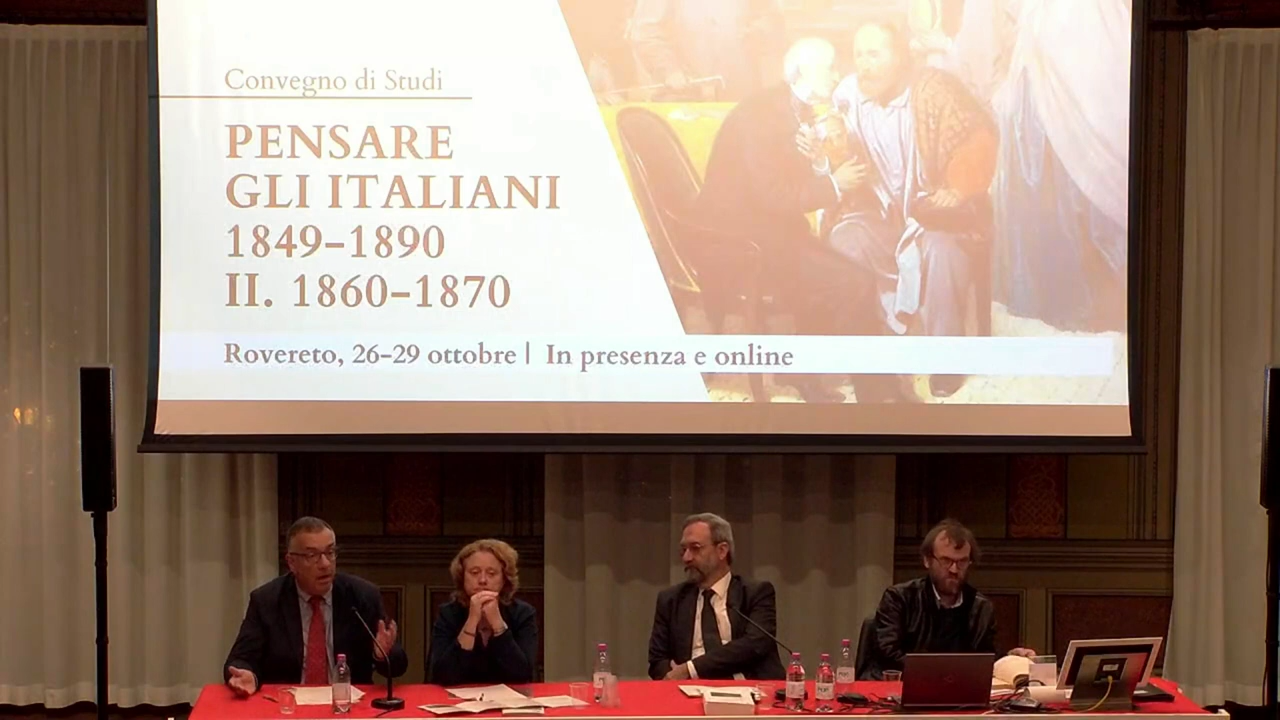 Convegno di Studi
PENSARE
GLI ITALIANI
1849–1890
II. 1860–1870
Rovereto, 26–29 ottobre | In presenza e online